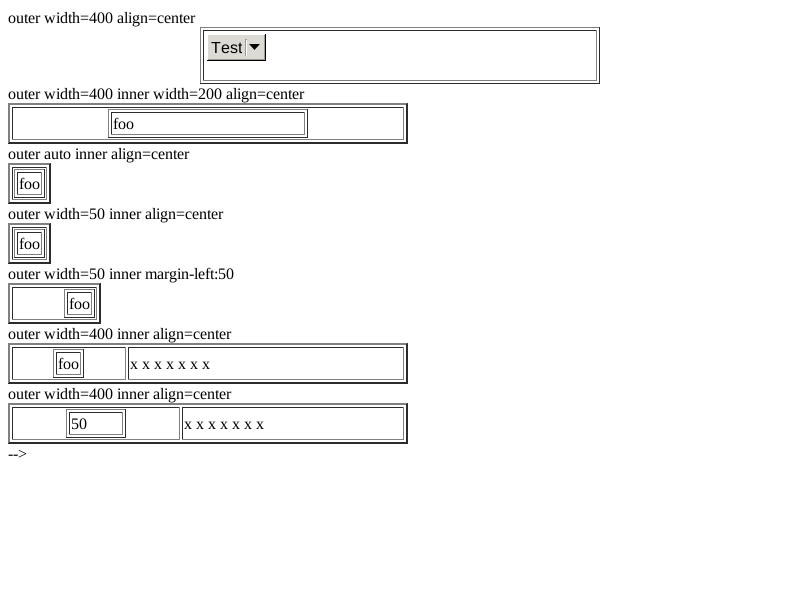 outer width=400 align=center
Test
outer width=400 inner width=200 align=center
foo
outer auto inner align=center
foo
outer width=50 inner align=center
foo
outer width=50 inner margin-left:50
foo
outer width=400 inner align=center
foo x x x x x x x
outer width=400 inner align=center
50 x x x x x x x
-->